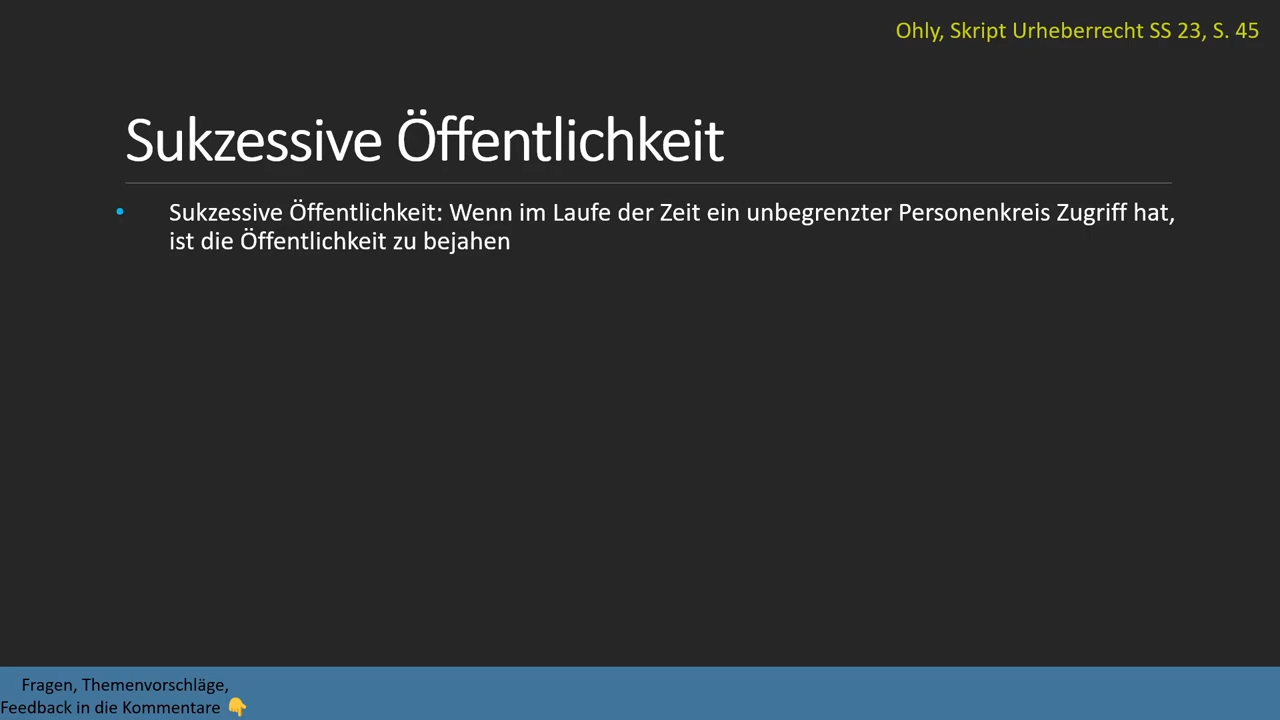 Ohly, Skript Urheberrecht SS 23, S. 45
Sukzessive Öffentlichkeit
• Sukzessive Öffentlichkeit: Wenn im Laufe der Zeit ein unbegrenzter Personenkreis Zugriff hat,
ist die Öffentlichkeit zu bejahen
Fragen, Themenvorschläge,
Feedback in die Kommentare 👇